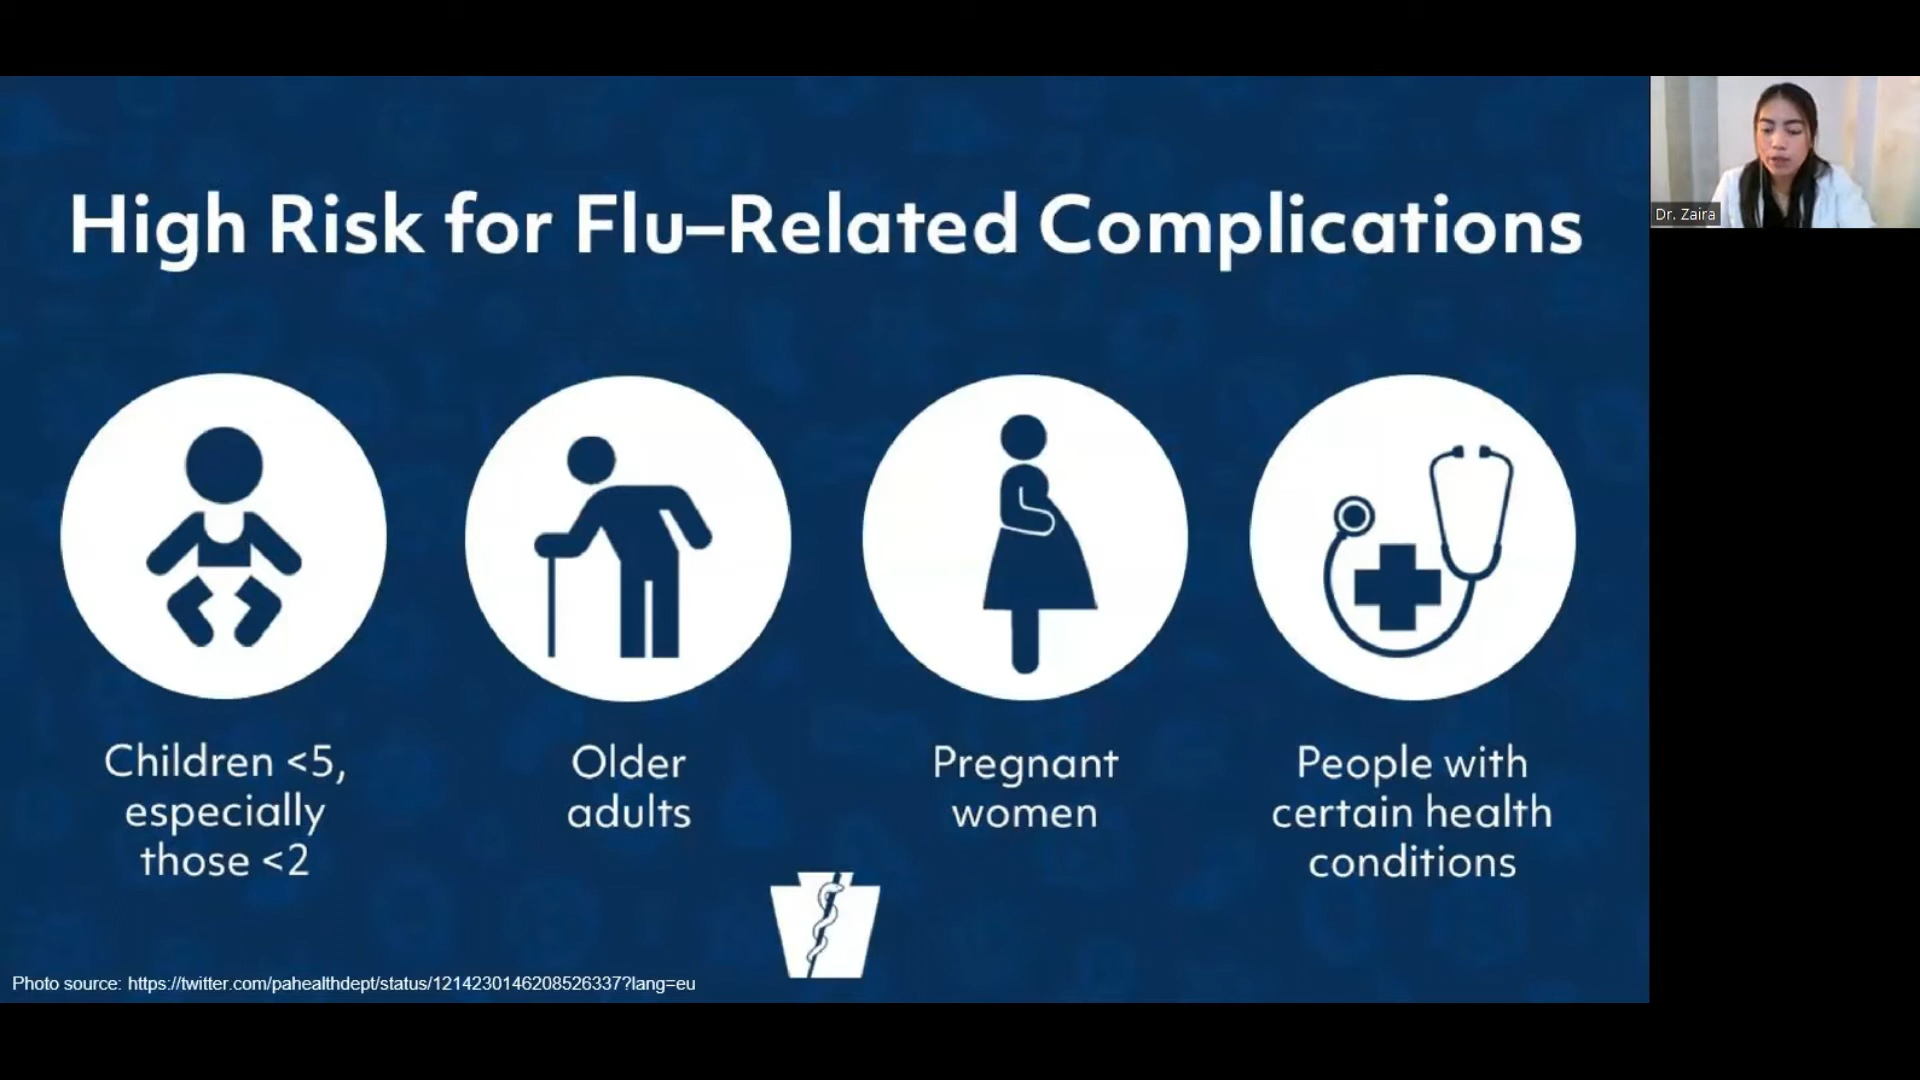 High Risk for Flu–Related Complications
Children <5,
especially
those <2
Older
adults
Pregnant
women
People with
certain health
conditions
Photo source: https://twitter.com/pahealthdept/status/1214230146208526337?lang=eu
Dr. Zaira